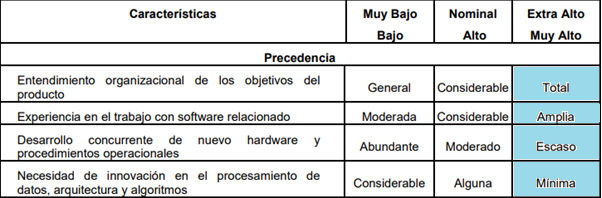 Características Muy Bajo Nominal Extra Alto
Bajo Alto Muy Alto
Precedencia
Entendimiento organizacional de los objetivos del
producto General Considerable Total
Experiencia en el trabajo con software relacionado Moderada Considerable Amplia
Desarrollo concurrente de nuevo hardware y
procedimientos operacionales Abundante Moderado Escaso
Necesidad de innovación en el procesamiento de
datos, arquitectura y algoritmos Considerable Alguna Mínima